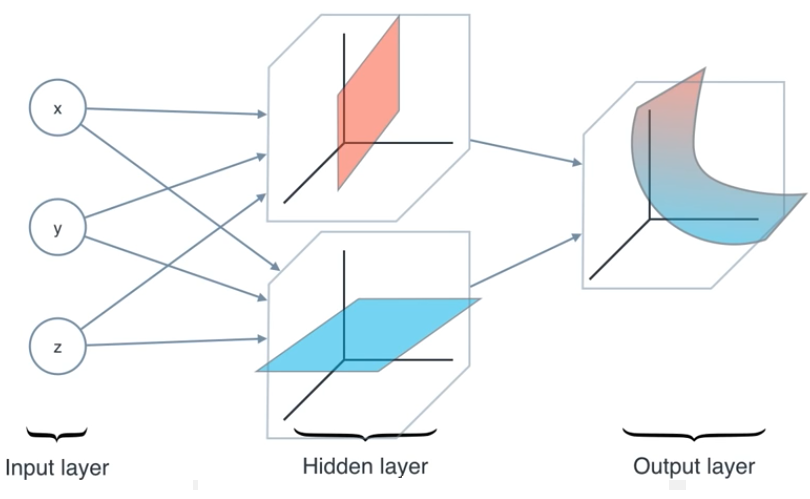 x
y
z
Input layer
Hidden layer
Output layer